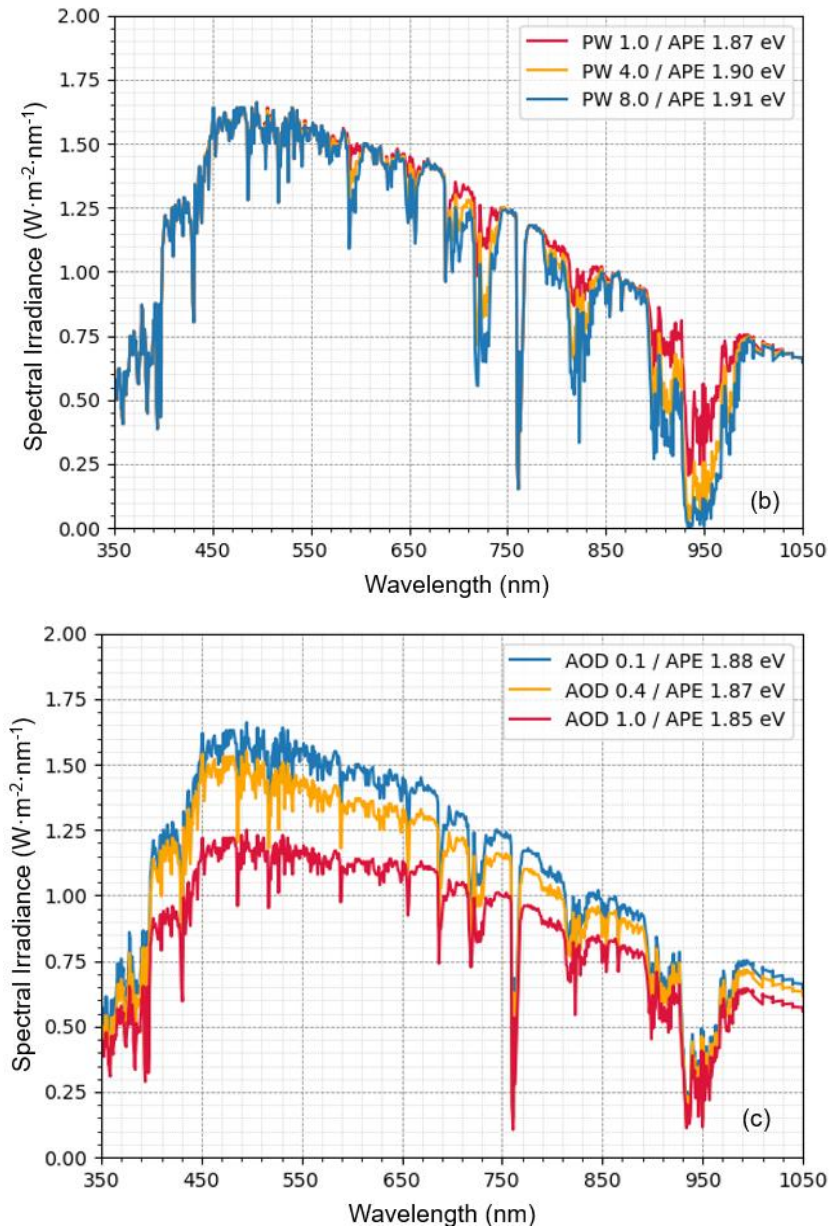 2.00
PW 1.0 / APE 1.87 eV
1.75
PW 4.0 / APE 1.90 eV
PW 8.0 / APE 1.91 eV
1.50
1.25
1.00
0.75
0.50
0.25
0.00
Spectral Irradiance (W·m⁻²·nm⁻¹)
(b)
350 450 550 650 750 850 950 1050
Wavelength (nm)
2.00
AOD 0.1 / APE 1.88 eV
1.75
AOD 0.4 / APE 1.87 eV
AOD 1.0 / APE 1.85 eV
1.50
1.25
1.00
0.75
0.50
0.25
0.00
Spectral Irradiance (W·m⁻²·nm⁻¹)
(c)
350 450 550 650 750 850 950 1050
Wavelength (nm)